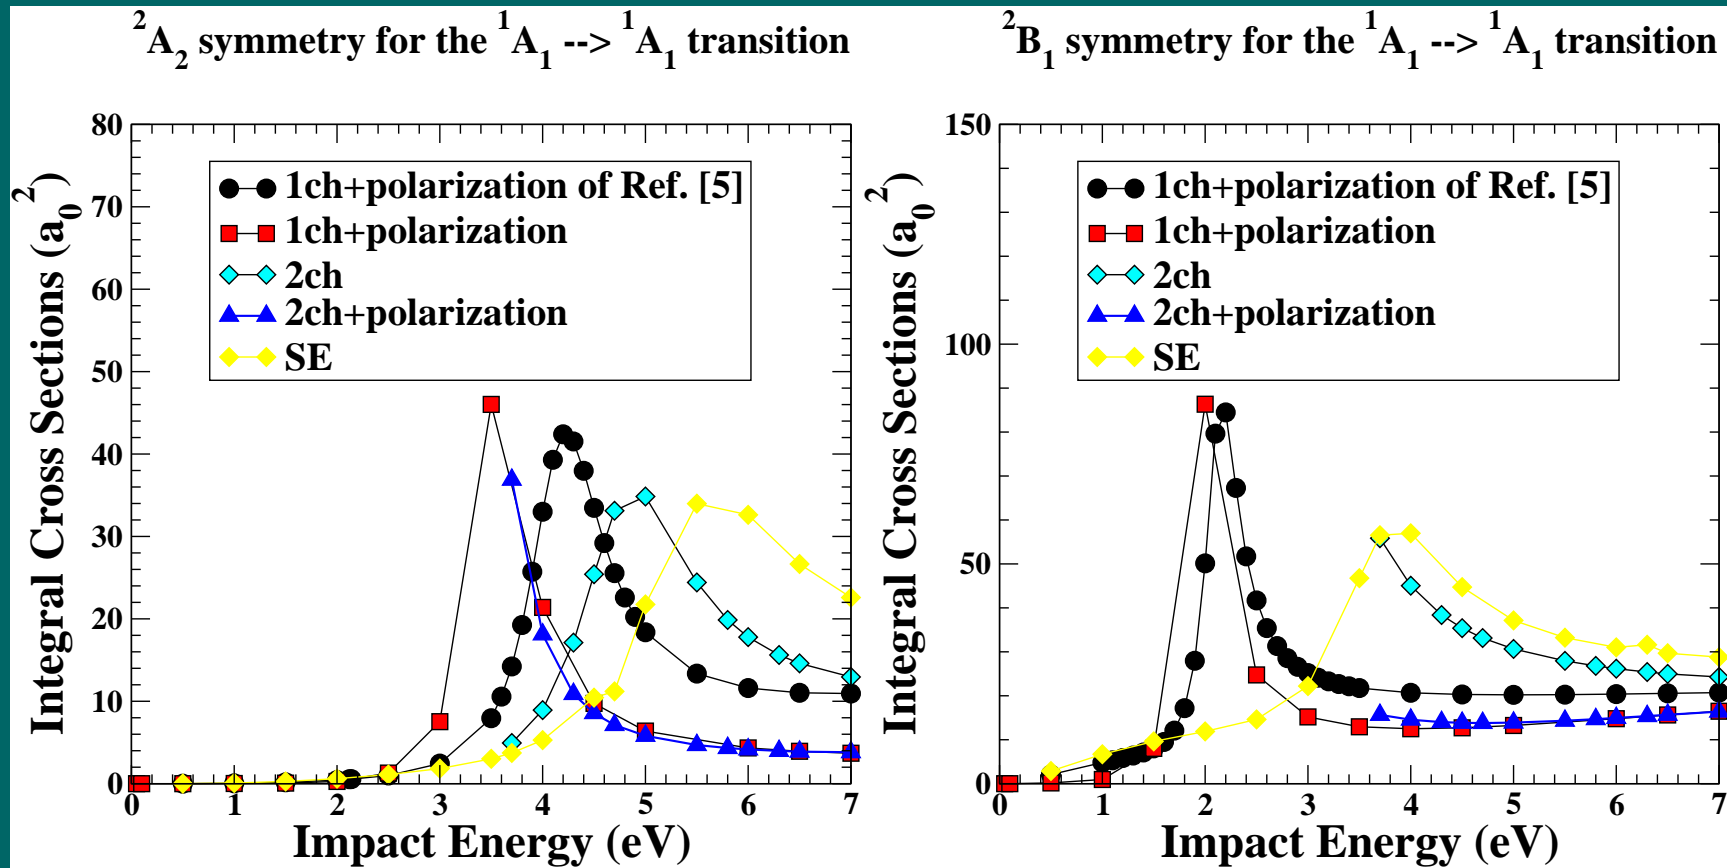 ²A₂ symmetry for the ¹A₁ --> ¹A₁ transition
80
70
60
50
40
30
20
10
0
Integral Cross Sections (a₀²)
1ch+polarization of Ref. [5]
1ch+polarization
2ch
2ch+polarization
SE
0 1 2 3 4 5 6 7
Impact Energy (eV)
²B₁ symmetry for the ¹A₁ --> ¹A₁ transition
150
100
50
0
Integral Cross Sections (a₀²)
1ch+polarization of Ref. [5]
1ch+polarization
2ch
2ch+polarization
SE
0 1 2 3 4 5 6 7
Impact Energy (eV)